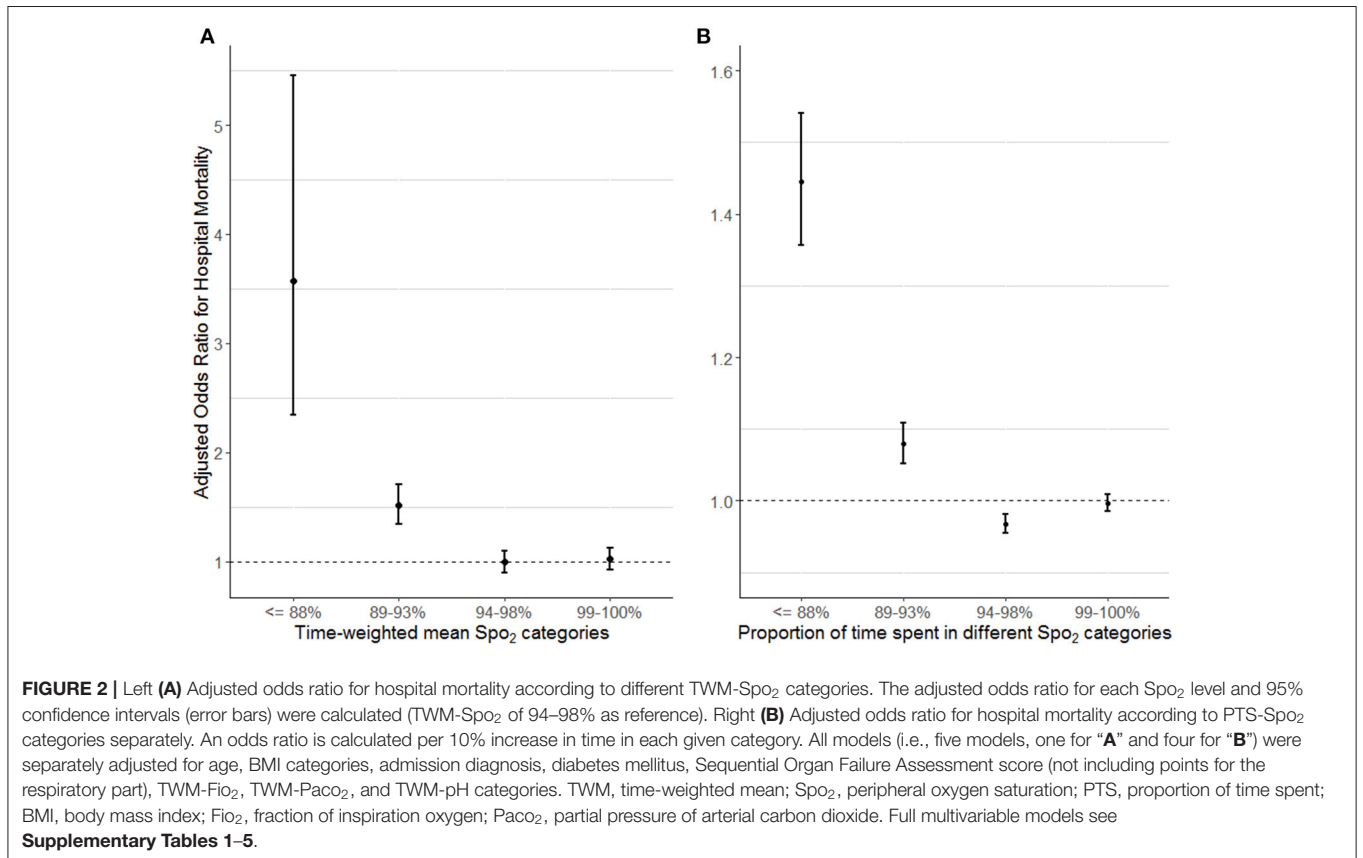 A
B
Adjusted Odds Ratio for Hospital Mortality
5
4
3
2
1
<= 88%
89-93%
94-98%
99-100%
Time-weighted mean Spo₂ categories
1.6
1.4
1.2
1.0
<= 88%
89-93%
94-98%
99-100%
Proportion of time spent in different Spo₂ categories
FIGURE 2 | Left (A) Adjusted odds ratio for hospital mortality according to different TWM-Spo₂ categories. The adjusted odds ratio for each Spo₂ level and 95%
confidence intervals (error bars) were calculated (TWM-Spo₂ of 94–98% as reference). Right (B) Adjusted odds ratio for hospital mortality according to PTS-Spo₂
categories separately. An odds ratio is calculated per 10% increase in time in each given category. All models (i.e., five models, one for “A” and four for “B”) were
separately adjusted for age, BMI categories, admission diagnosis, diabetes mellitus, Sequential Organ Failure Assessment score (not including points for the
respiratory part), TWM-Fio₂, TWM-Paco₂, and TWM-pH categories. TWM, time-weighted mean; Spo₂, peripheral oxygen saturation; PTS, proportion of time spent;
BMI, body mass index; Fio₂, fraction of inspiration oxygen; Paco₂, partial pressure of arterial carbon dioxide. Full multivariable models see
Supplementary Tables 1–5.